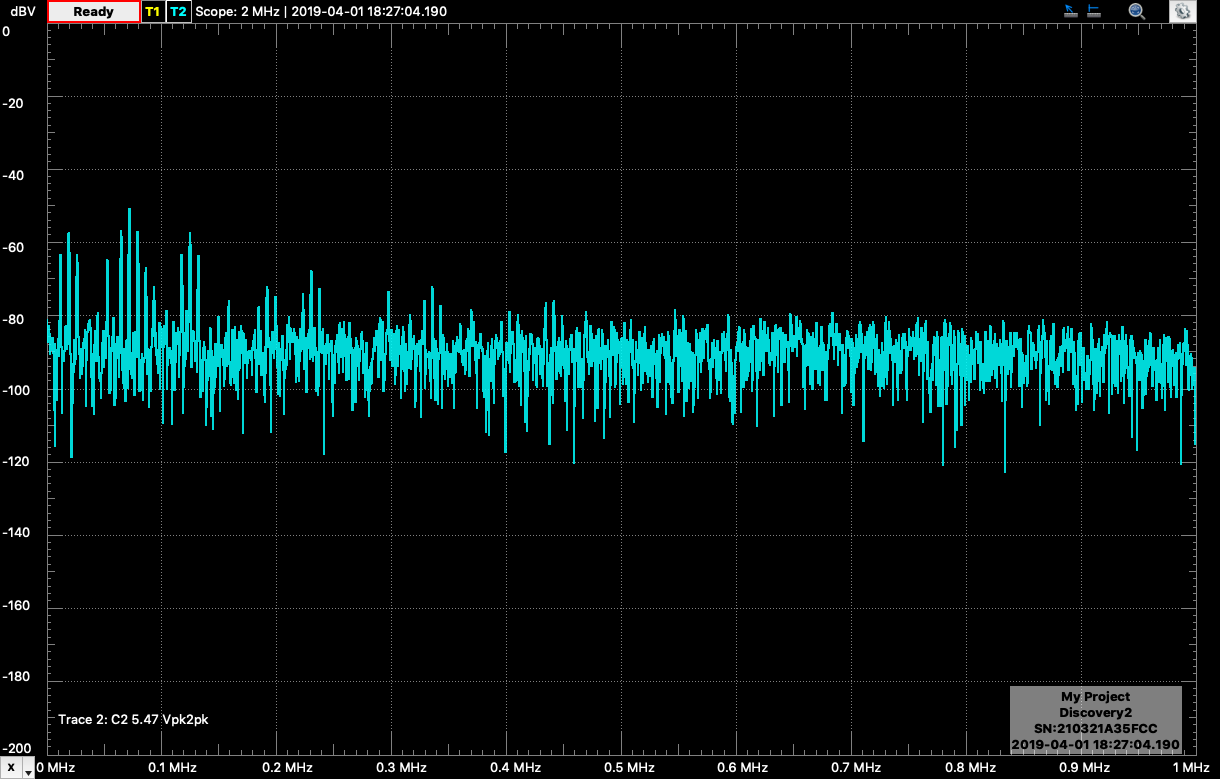 dBV
Ready T1 T2 Scope: 2 MHz | 2019-04-01 18:27:04.190
0
-20
-40
-60
-80
-100
-120
-140
-160
-180
-200
Trace 2: C2 5.47 Vpk2pk
My Project
Discovery2
SN:210321A35FCC
2019-04-01 18:27:04.190
X 0 MHz 0.1 MHz 0.2 MHz 0.3 MHz 0.4 MHz 0.5 MHz 0.6 MHz 0.7 MHz 0.8 MHz 0.9 MHz 1 MHz